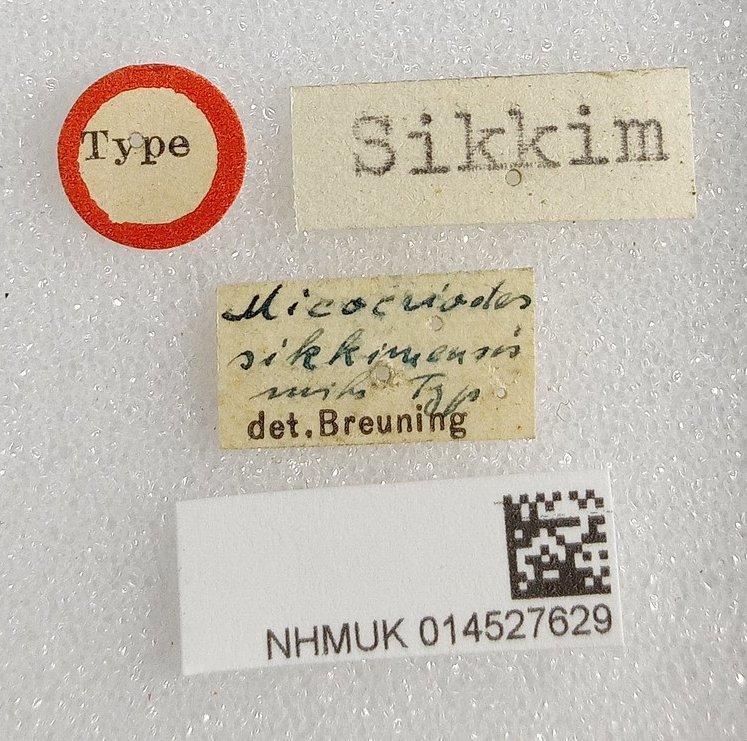 Type
Sikkim
Micocriodes
sikkimensis
mihi Typ
det.Breuning
NHMUK 014527629